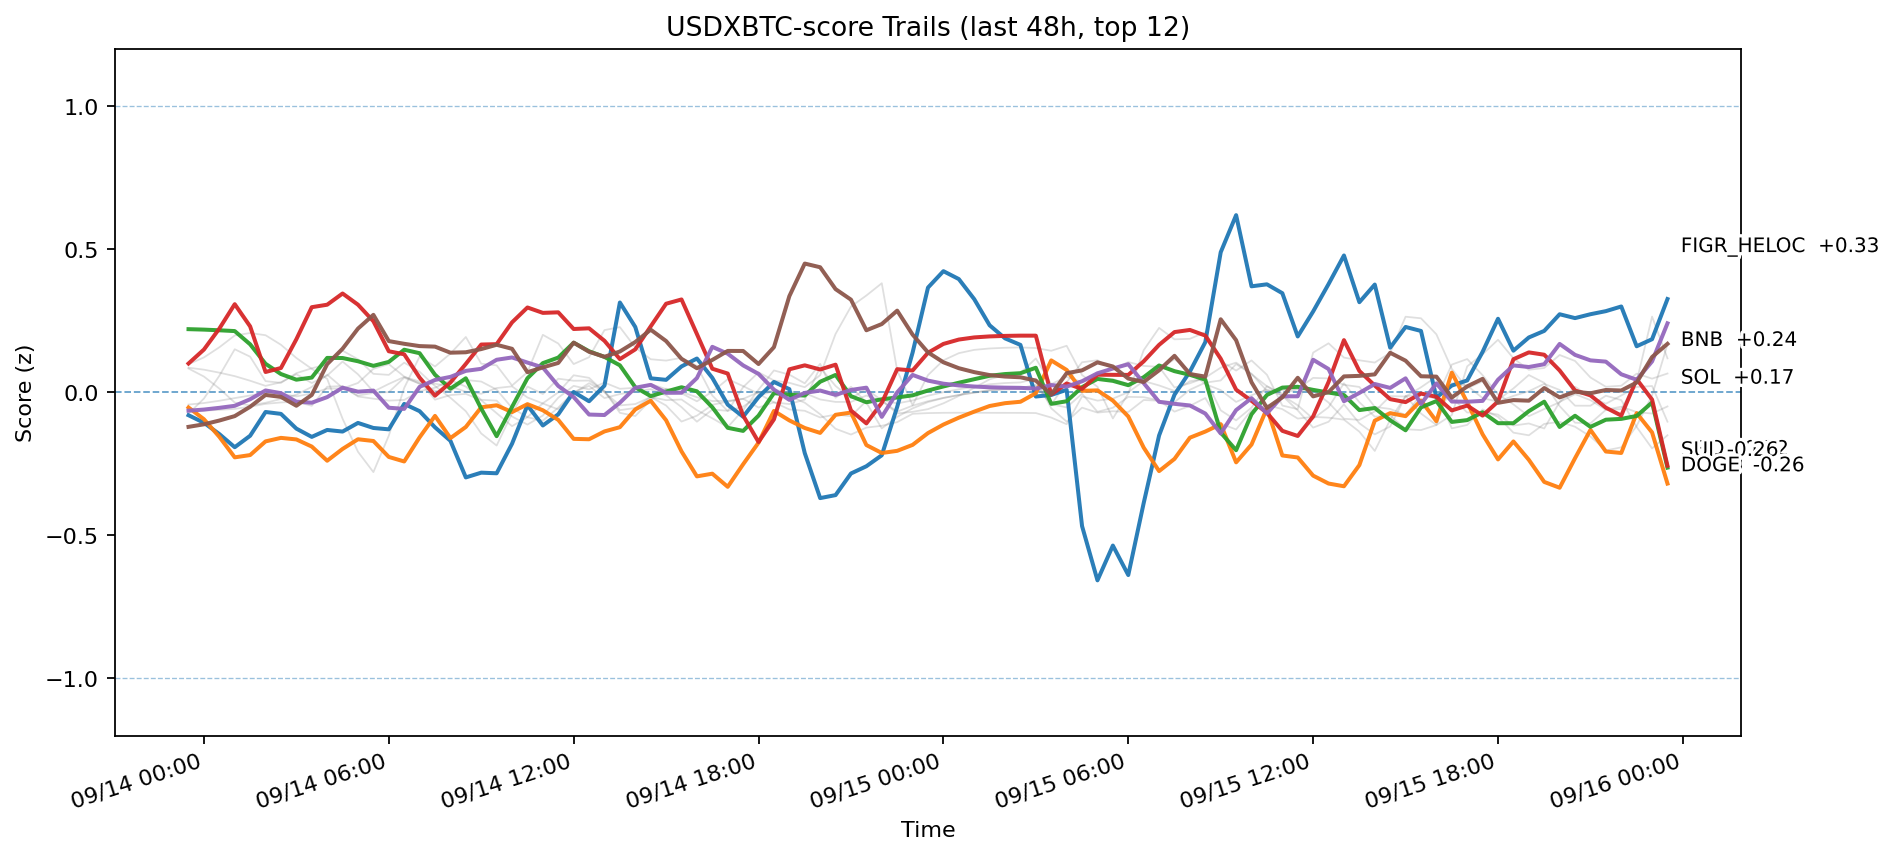 USDXBTC-score Trails (last 48h, top 12)
Score (z)
1.0
0.5
0.0
−0.5
−1.0
FIGR_HELOC +0.33
BNB +0.24
SOL +0.17
DOGE -0.26
09/14 00:00
09/14 06:00
09/14 12:00
09/14 18:00
09/15 00:00
09/15 06:00
09/15 12:00
09/15 18:00
09/16 00:00
Time